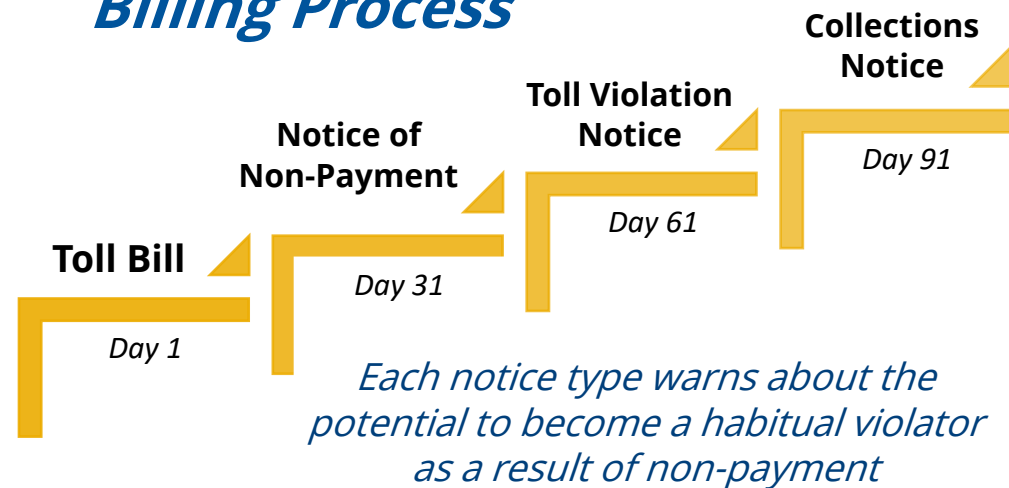 Billing Process
Collections
Notice
Day 91
Toll Violation
Notice
Day 61
Notice of
Non-Payment
Day 31
Toll Bill
Day 1
Each notice type warns about the
potential to become a habitual violator
as a result of non-payment